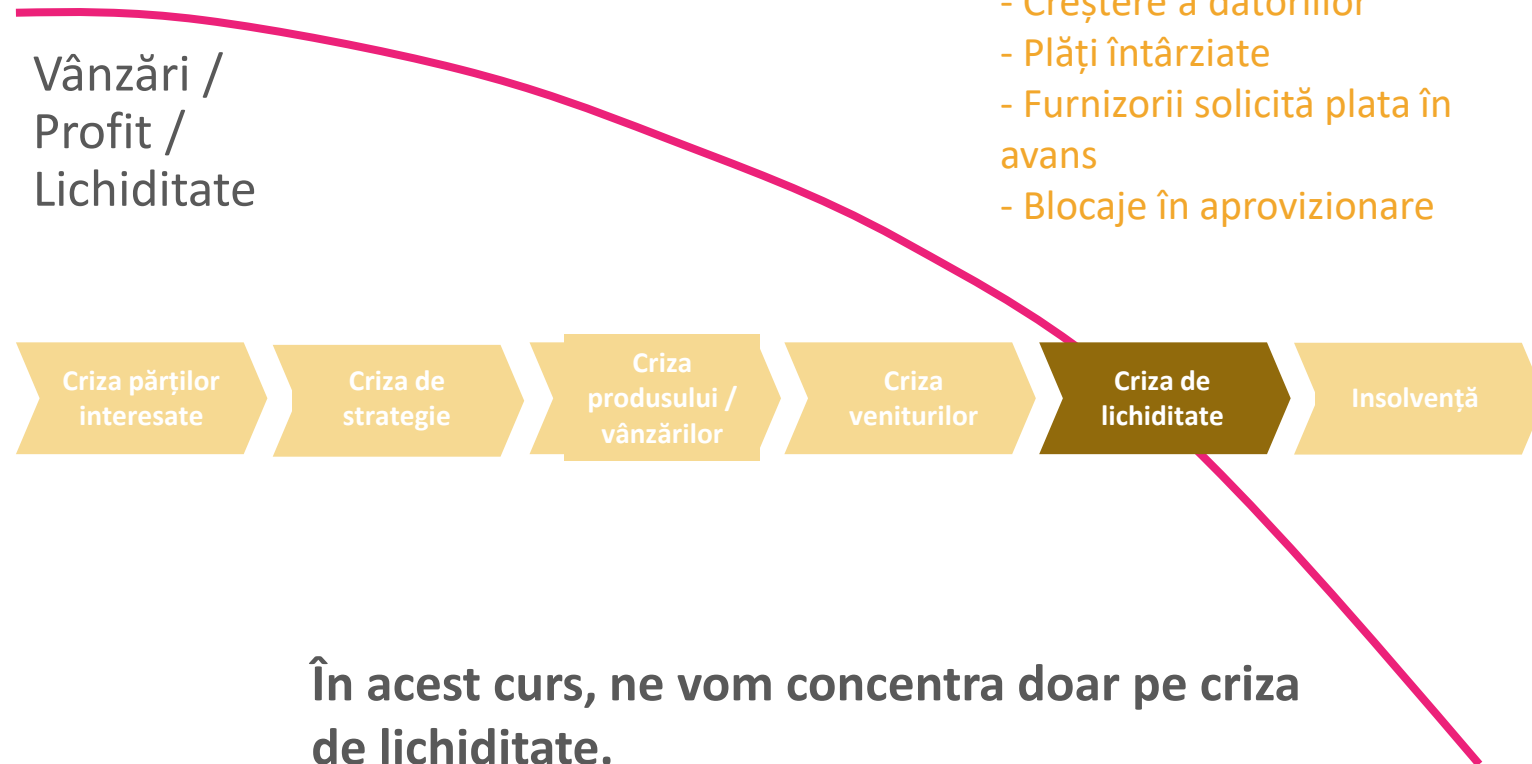 - Creștere a datoriilor
Vânzări /
Profit /
Lichiditate
- Plăți întârziate
- Furnizorii solicită plata în
avans
- Blocaje în aprovizionare
Criza părților
interesate
Criza de
strategie
Criza
produsului /
vânzărilor
Criza
veniturilor
Criza de
lichiditate
Insolvență
În acest curs, ne vom concentra doar pe criza
de lichiditate.